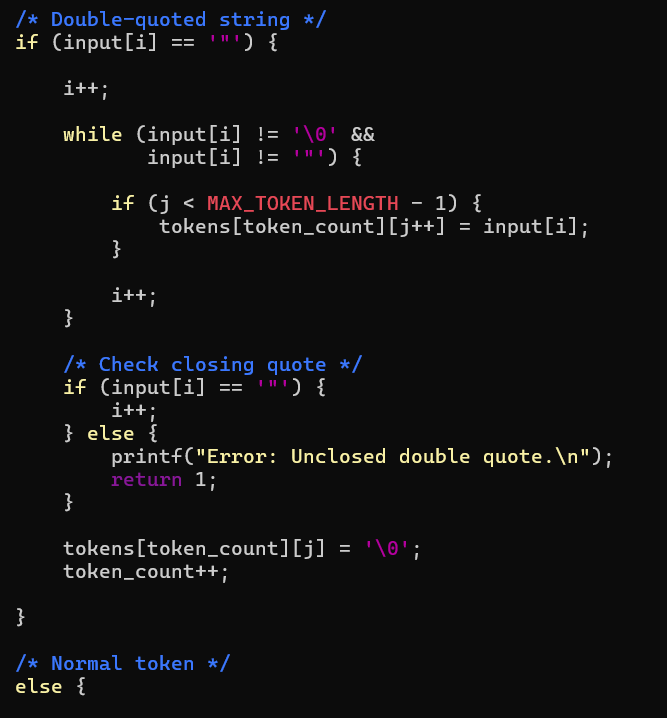 /* Double-quoted string */
if (input[i] == '"') {
    i++;
    while (input[i] != '\0' &&
           input[i] != '"') {
        if (j < MAX_TOKEN_LENGTH - 1) {
            tokens[token_count][j++] = input[i];
        }
        i++;
    }
    /* Check closing quote */
    if (input[i] == '"') {
        i++;
    } else {
        printf("Error: Unclosed double quote.\n");
        return 1;
    }
    tokens[token_count][j] = '\0';
    token_count++;
}
/* Normal token */
else {